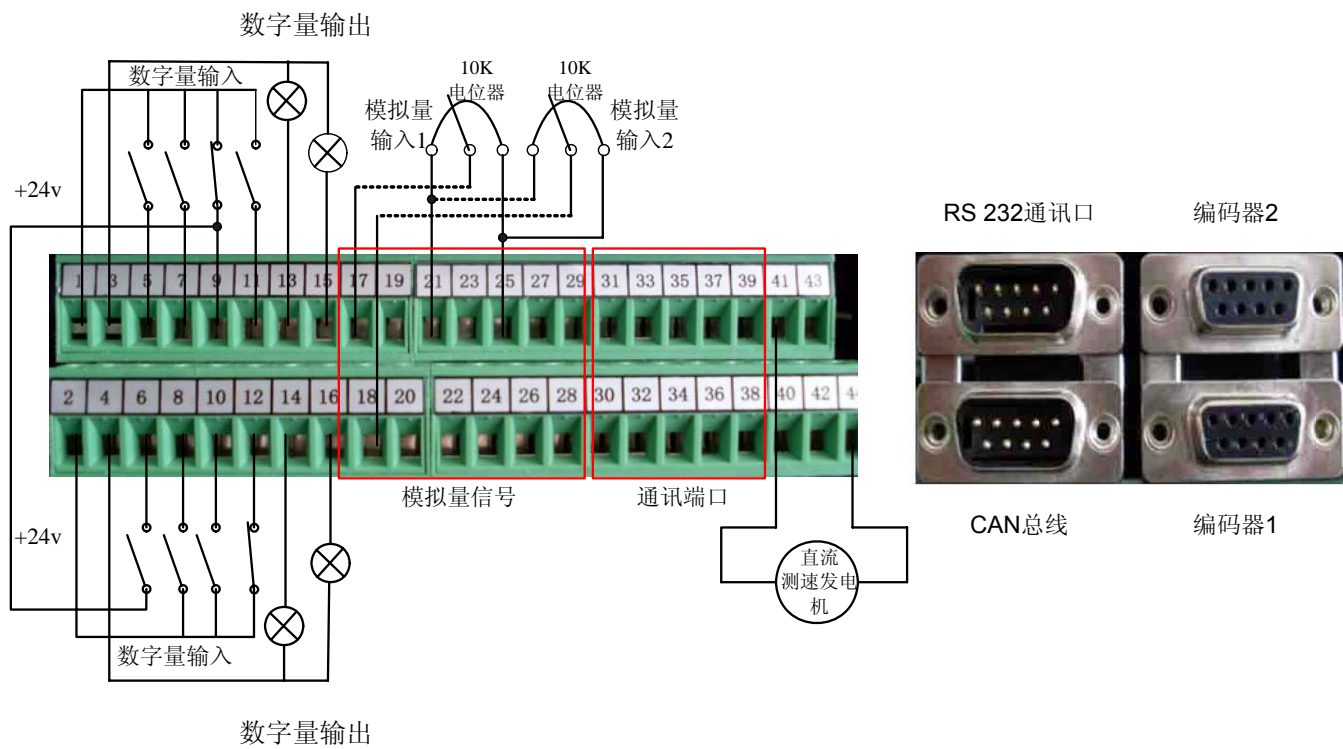 数字量输出
数字量输入
10K
电位器
10K
电位器
模拟量
输入1
模拟量
输入2
+24v
RS 232通讯口
编码器2
1 3 5 7 9 11 13 15 17 19 21 23 25 27 29 31 33 35 37 39 41 43
2 4 6 8 10 12 14 16 18 20 22 24 26 28 30 32 34 36 38 40 42
模拟量信号
通讯端口
CAN总线
编码器1
+24v
直流
测速发电
机
数字量输入
数字量输出